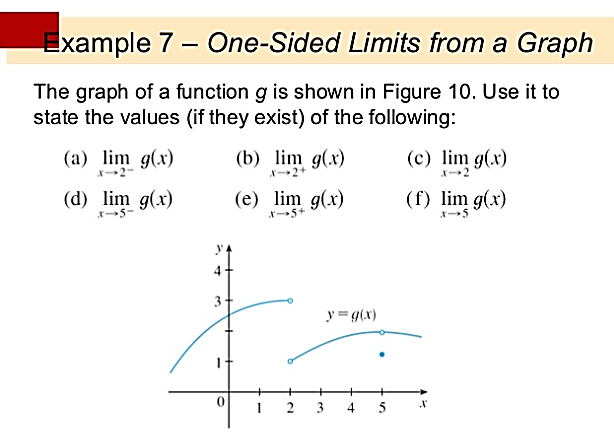 Example 7 – One-Sided Limits from a Graph
The graph of a function g is shown in Figure 10. Use it to
state the values (if they exist) of the following:
(a) lim x→2⁻ g(x) (b) lim x→2⁺ g(x) (c) lim x→2 g(x)
(d) lim x→5⁻ g(x) (e) lim x→5⁺ g(x) (f) lim x→5 g(x)
y
4
3
y = g(x)
1
0 1 2 3 4 5 x